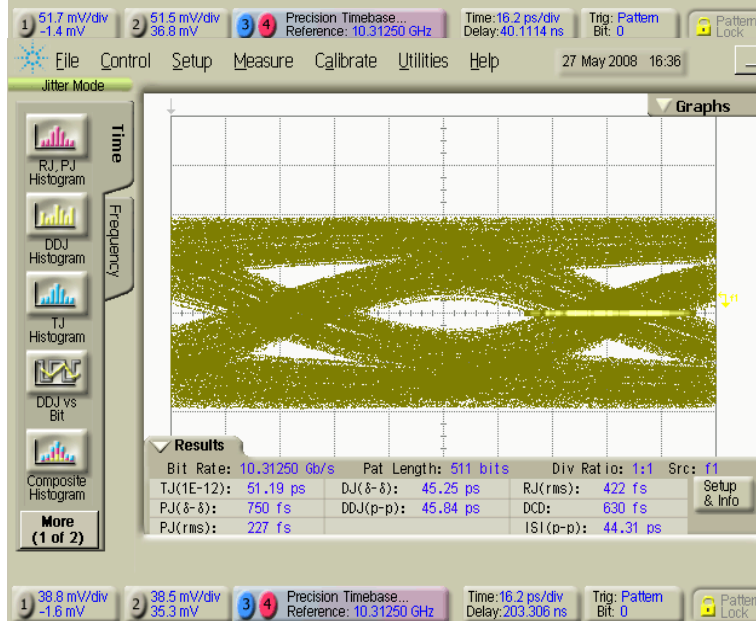 1 51.7 mV/div -1.4 mV 2 51.5 mV/div 36.8 mV 3 4 Precision Timebase... Reference: 10.31250 GHz Time:16.2 ps/div Delay:40.1114 ns Trig: Pattern Bit: 0 Pattern Lock
File Control Setup Measure Calibrate Utilities Help 27 May 2008 16:36
Jitter Mode
Graphs
Time
Frequency
RJ, PJ
Histogram
DDJ
Histogram
TJ
Histogram
DDJ vs
Bit
Composite
Histogram
More
(1 of 2)
Results
Bit Rate: 10.31250 Gb/s Pat Length: 511 bits Div Ratio: 1:1 Src: f1
TJ(1E-12): 51.19 ps DJ(δ-δ): 45.25 ps RJ(rms): 422 fs
PJ(δ-δ): 750 fs DDJ(p-p): 45.84 ps DCD: 630 fs
PJ(rms): 227 fs ISI(p-p): 44.31 ps
Setup
& Info
1 38.8 mV/div -1.6 mV 2 38.5 mV/div 35.3 mV 3 4 Precision Timebase... Reference: 10.31250 GHz Time:16.2 ps/div Delay:203.306 ns Trig: Pattern Bit: 0 Lock